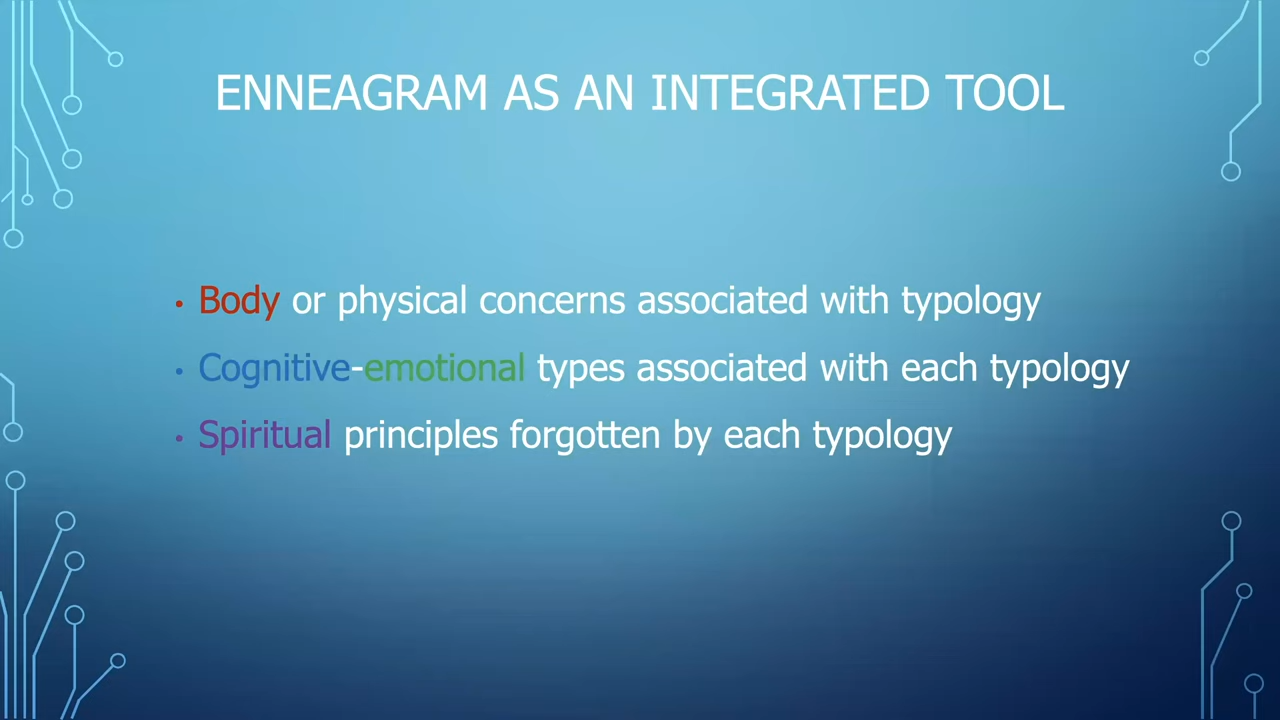 ENNEAGRAM AS AN INTEGRATED TOOL
• Body or physical concerns associated with typology
• Cognitive-emotional types associated with each typology
• Spiritual principles forgotten by each typology